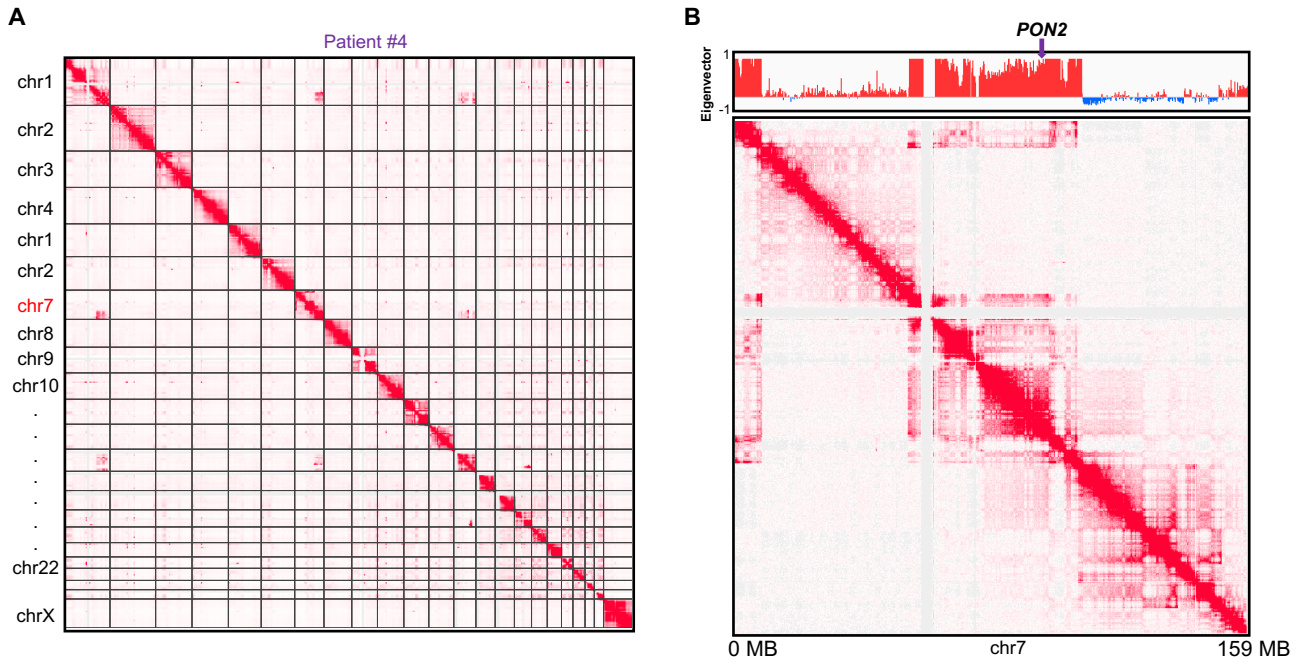 A
Patient #4
chr1
chr2
chr3
chr4
chr1
chr2
chr7
chr8
chr9
chr10
.
.
.
.
.
.
chr22
chrX
B
PON2
Eigenvector
1
-1
0 MB
chr7
159 MB